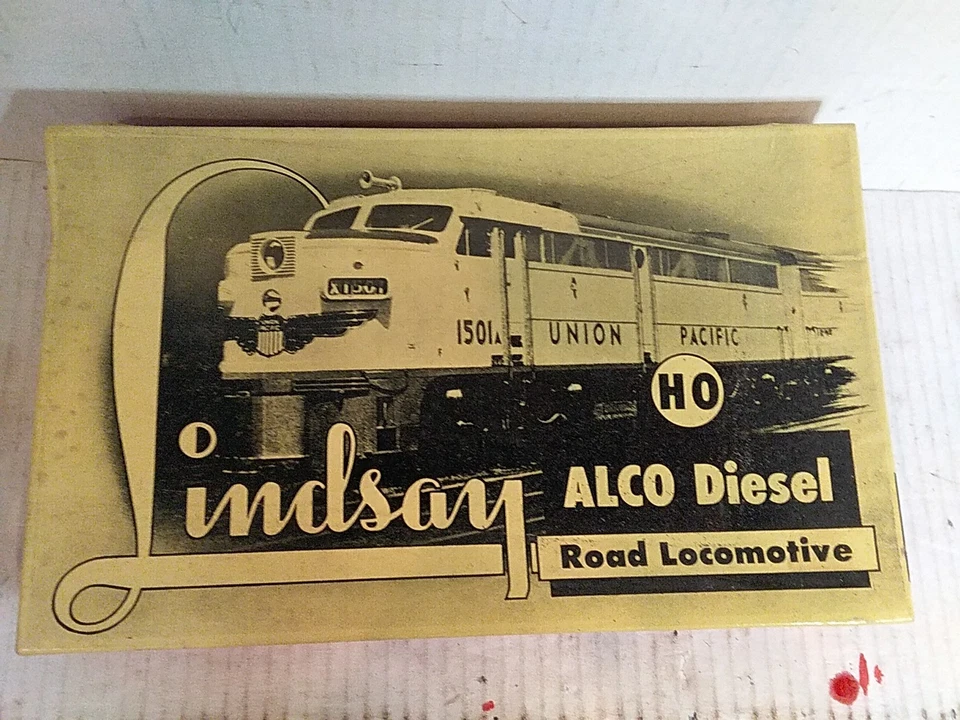 X1501
1501A
UNION PACIFIC
HO
Lindsay
ALCO Diesel
Road Locomotive